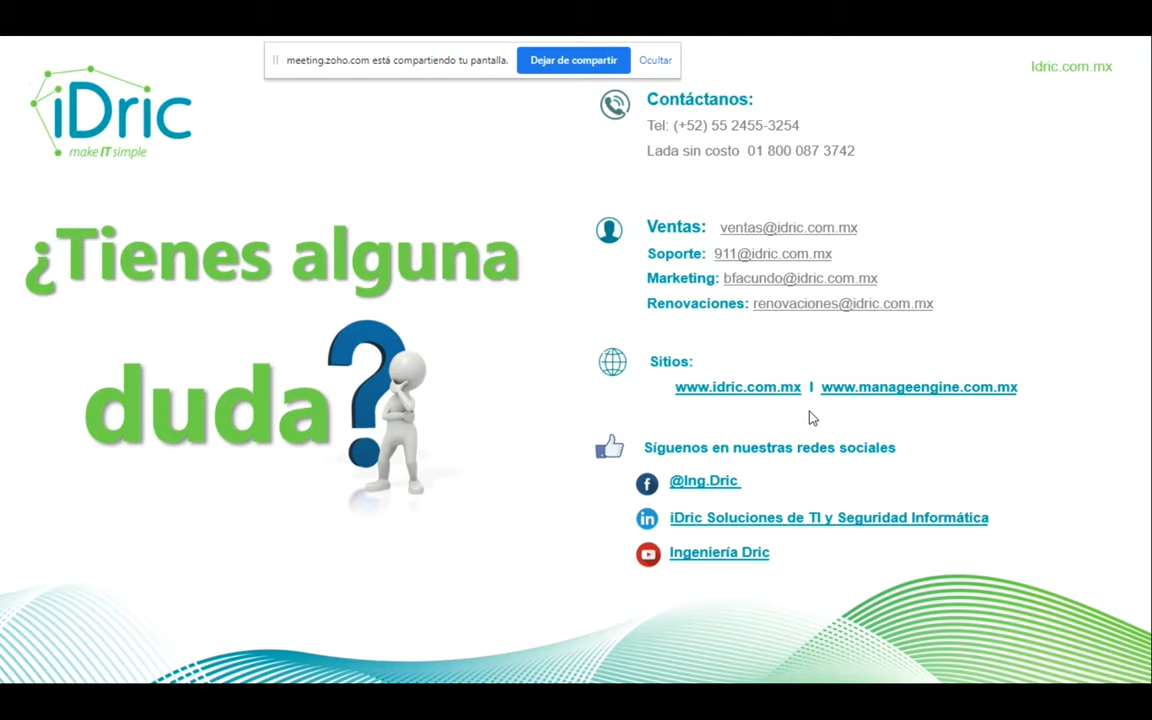 meeting.zoho.com está compartiendo tu pantalla.
Dejar de compartir
Ocultar
Idric.com.mx
iDric
make IT simple
¿Tienes alguna
duda?
Contáctanos:
Tel: (+52) 55 2455-3254
Lada sin costo 01 800 087 3742
Ventas: ventas@idric.com.mx
Soporte: 911@idric.com.mx
Marketing: bfacundo@idric.com.mx
Renovaciones: renovaciones@idric.com.mx
Sitios:
www.idric.com.mx I www.manageengine.com.mx
Síguenos en nuestras redes sociales
@Ing.Dric
iDric Soluciones de TI y Seguridad Informática
Ingeniería Dric